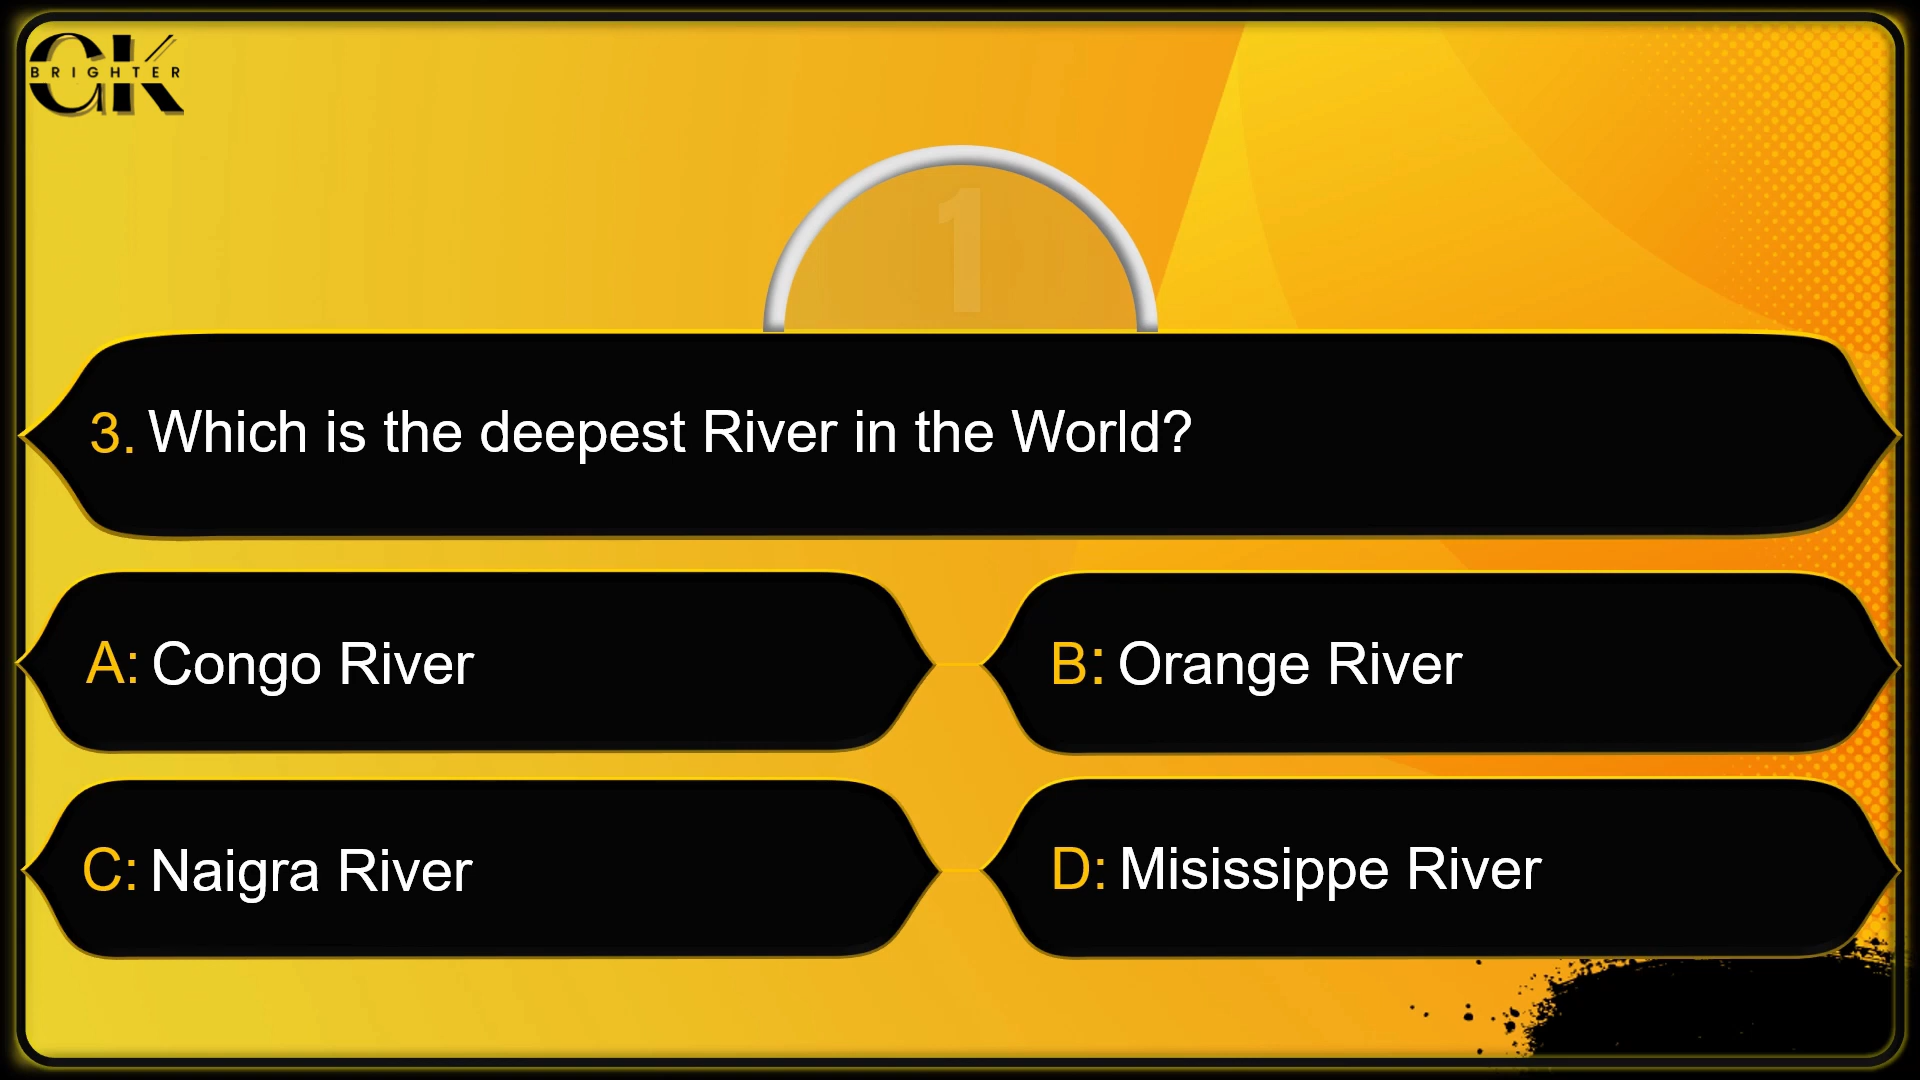 GK
BRIGHTER
1
3. Which is the deepest River in the World?
A: Congo River
B: Orange River
C: Naigra River
D: Misissippe River